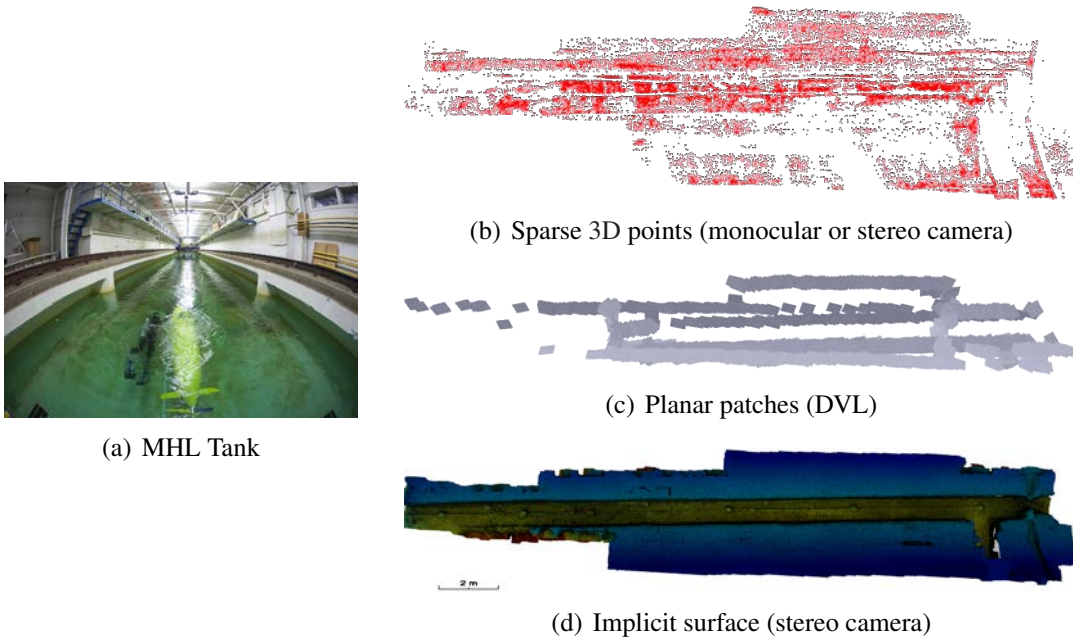 (a) MHL Tank
(b) Sparse 3D points (monocular or stereo camera)
(c) Planar patches (DVL)
2 m
(d) Implicit surface (stereo camera)